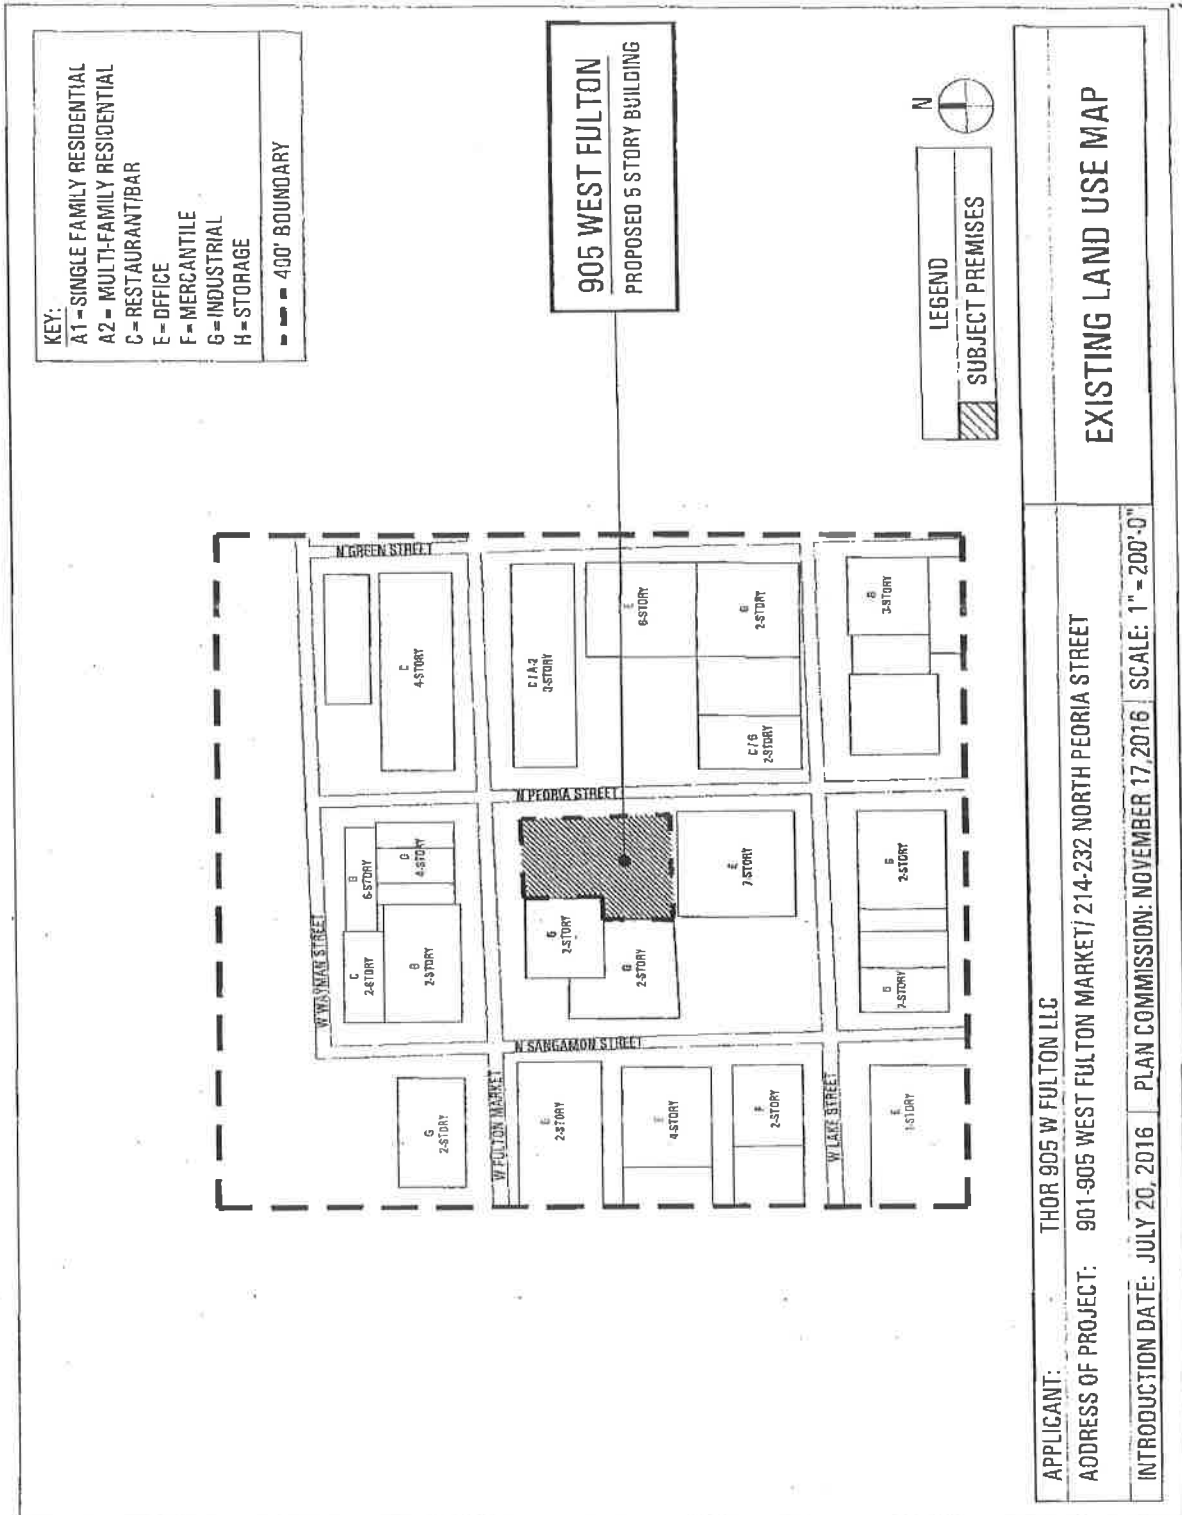 KEY:
A1=SINGLE FAMILY RESIDENTIAL
A2=MULTI-FAMILY RESIDENTIAL
C=RESTAURANT/BAR
E=OFFICE
F=MERCANTILE
G=INDUSTRIAL
H=STORAGE
= 400' BOUNDARY
905 WEST FULTON
PROPOSED 5 STORY BUILDING
N
LEGEND
SUBJECT PREMISES
N GREEN STREET
C
4-STORY
C/A-2
3-STORY
E
6-STORY
G
2-STORY
C/G
2-STORY
3-STORY
N PEORIA STREET
6-STORY
4-STORY
C
2-STORY
2-STORY
W WAYMAN STREET
G
2-STORY
G
2-STORY
E
7-STORY
2-STORY
7-STORY
N SANGAMON STREET
G
2-STORY
W FULTON MARKET
E
2-STORY
E
4-STORY
F
2-STORY
W LAKE STREET
E
1-STORY
APPLICANT: THOR 905 W FULTON LLC
ADDRESS OF PROJECT: 901-905 WEST FULTON MARKET/ 214-232 NORTH PEORIA STREET
INTRODUCTION DATE: JULY 20, 2016 PLAN COMMISSION: NOVEMBER 17,2016 SCALE: 1"=200'-0"
EXISTING LAND USE MAP